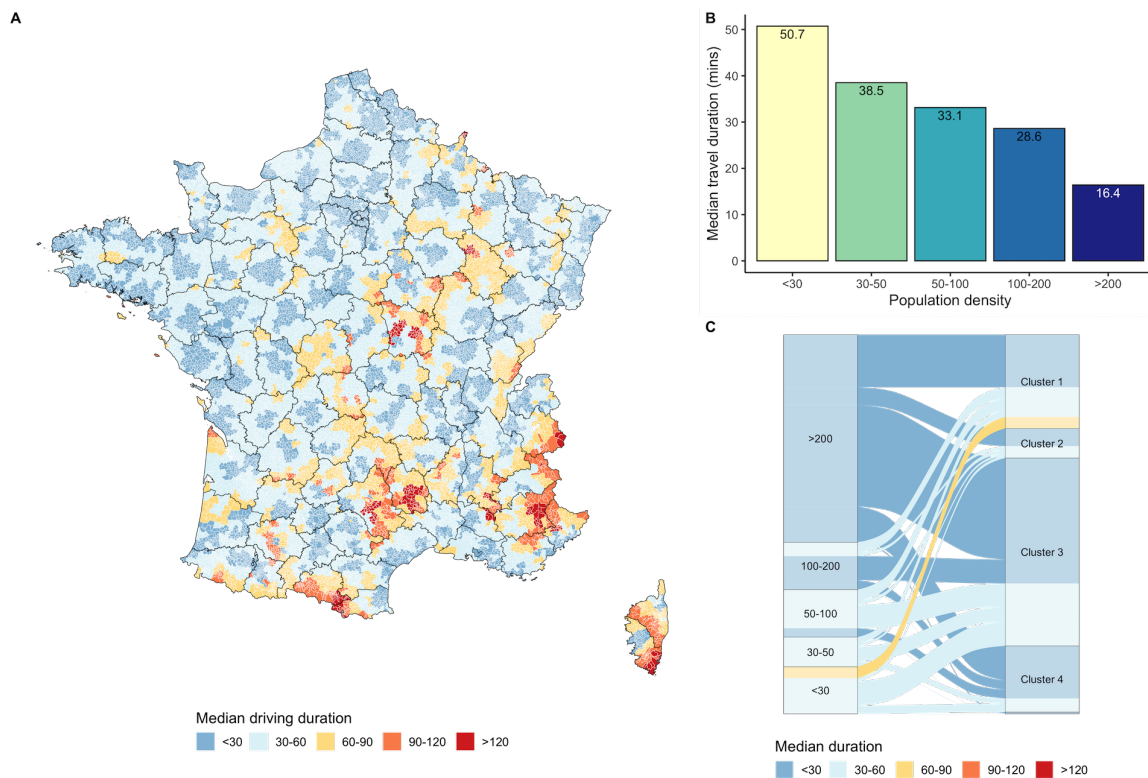 A
Median driving duration
<30 30-60 60-90 90-120 >120
B
Median travel duration (mins)
50
40
30
20
10
0
50.7
38.5
33.1
28.6
16.4
<30 30-50 50-100 100-200 >200
Population density
C
>200
100-200
50-100
30-50
<30
Cluster 1
Cluster 2
Cluster 3
Cluster 4
Median duration
<30 30-60 60-90 90-120 >120